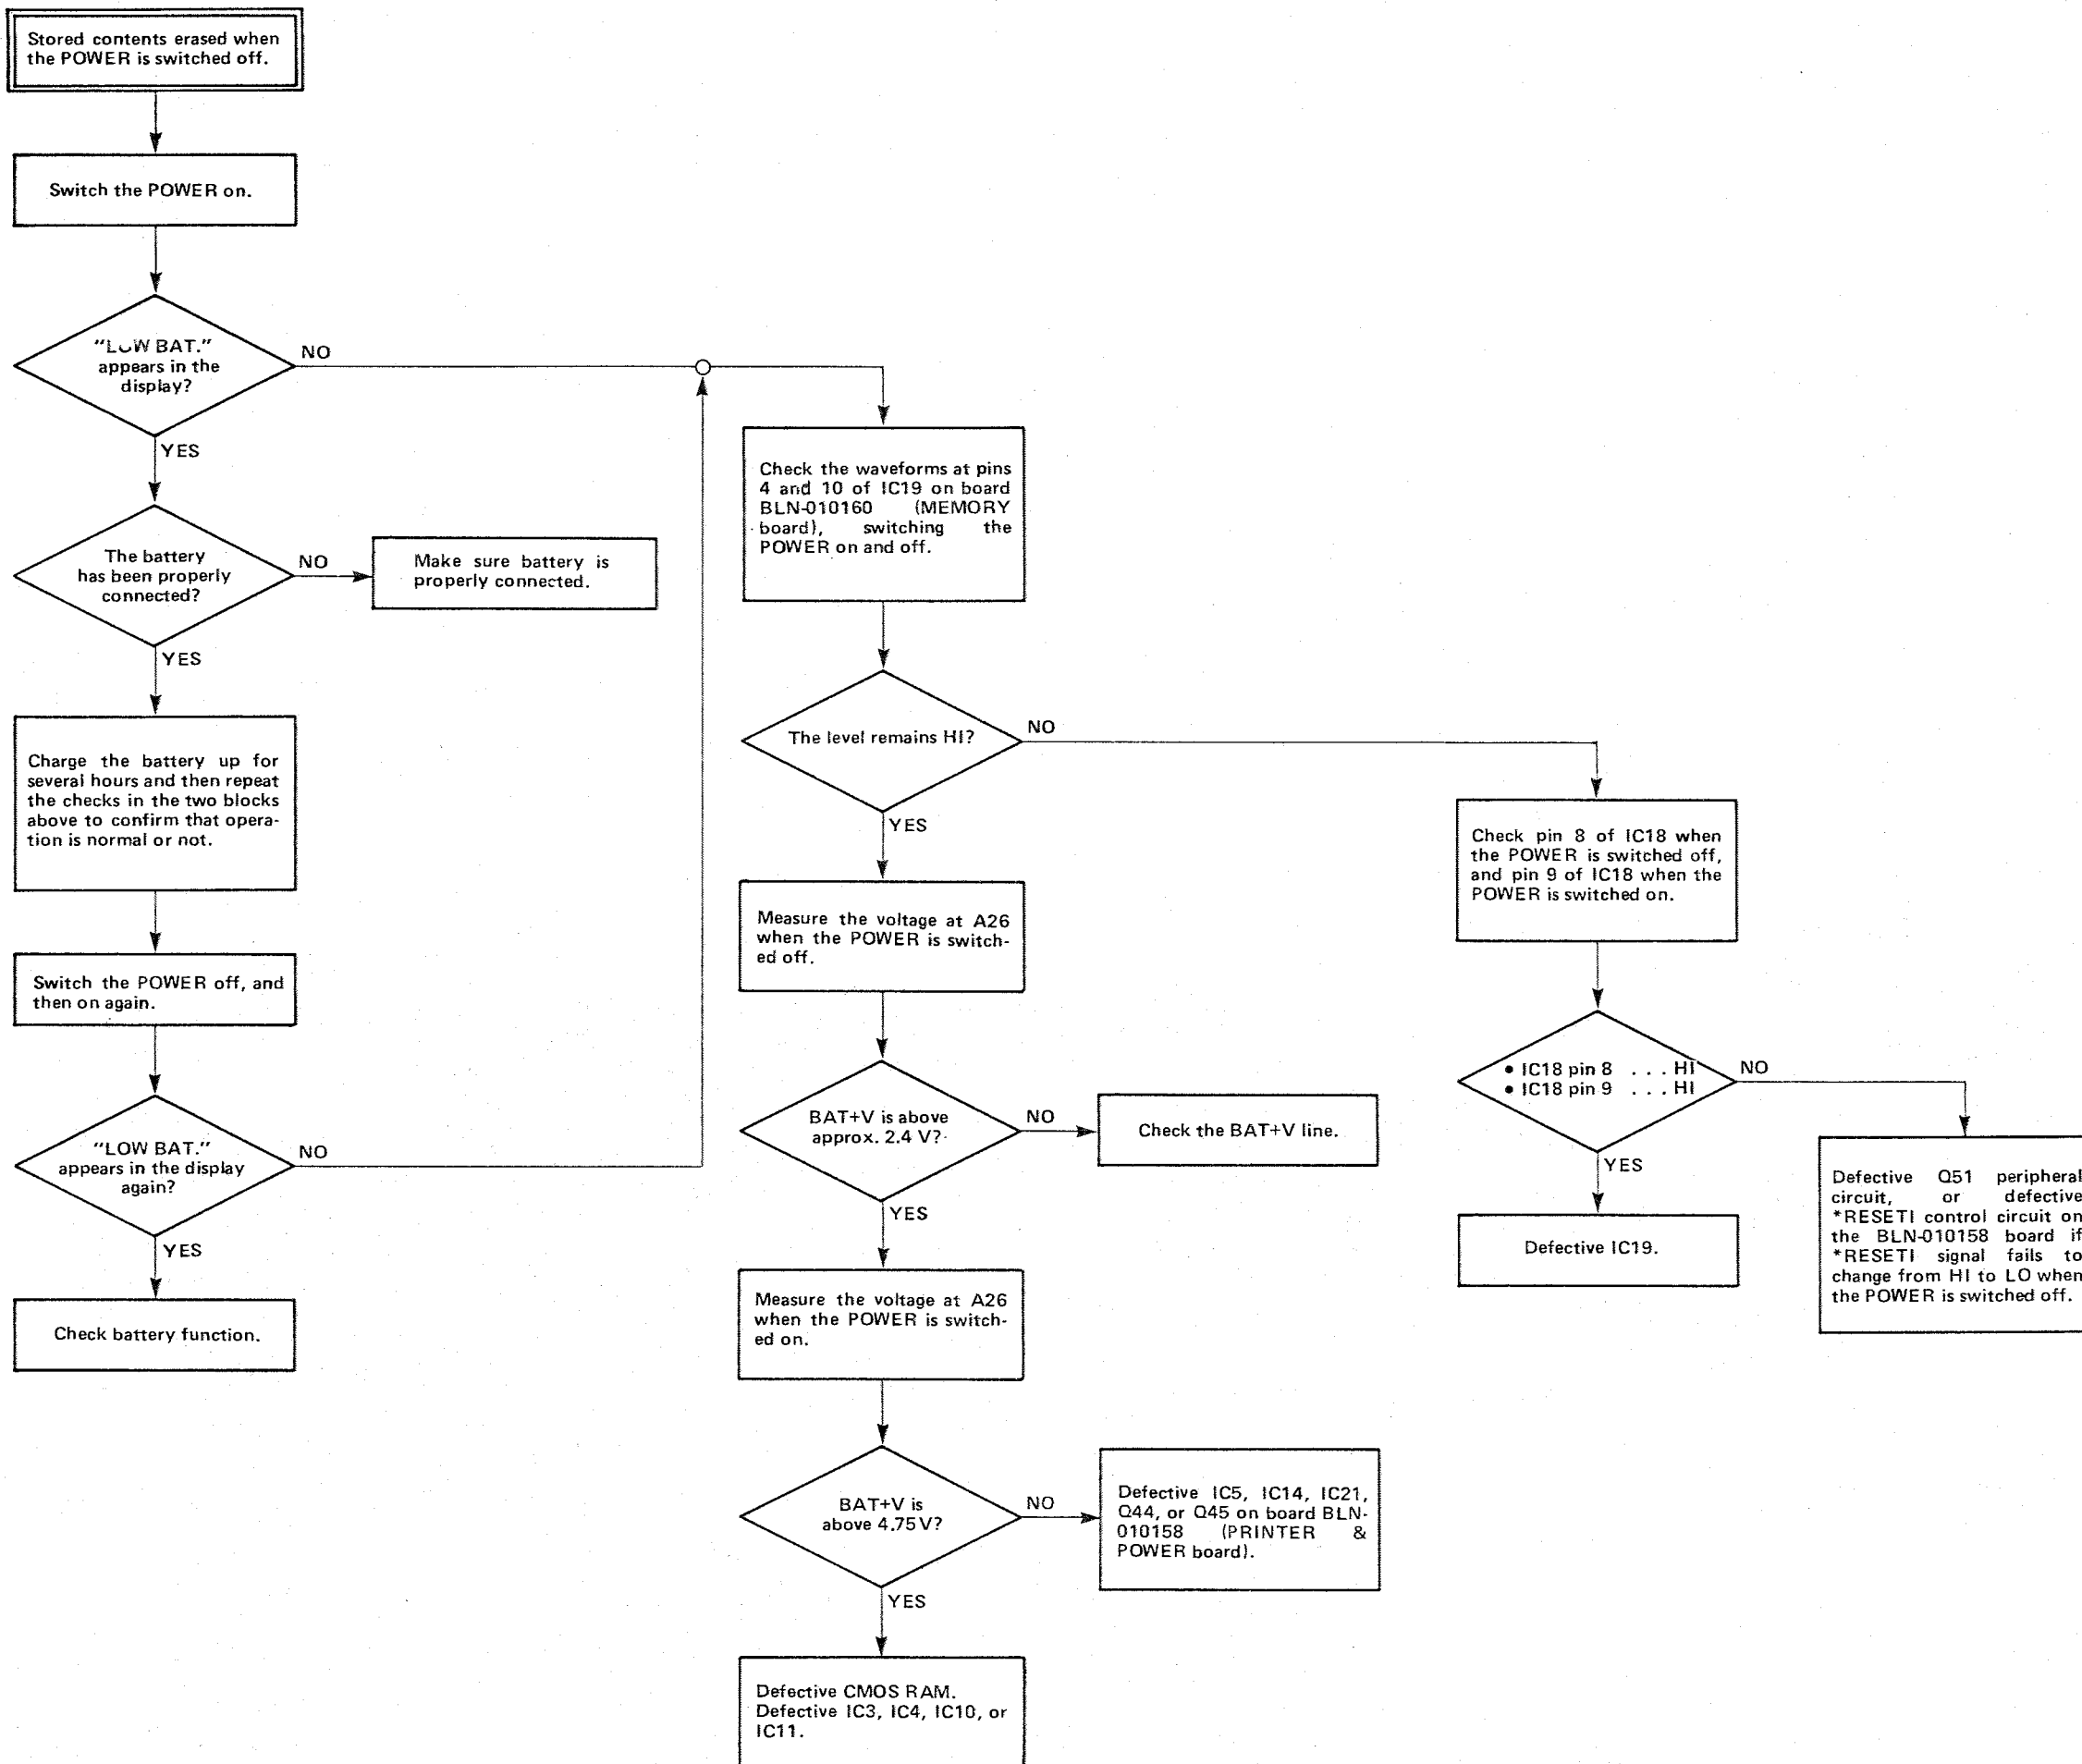 Stored contents erased when
the POWER is switched off.
Switch the POWER on.
"LOW BAT."
appears in the
display?
NO
YES
The battery
has been properly
connected?
NO
Make sure battery is
properly connected.
YES
Charge the battery up for
several hours and then repeat
the checks in the two blocks
above to confirm that opera-
tion is normal or not.
Switch the POWER off, and
then on again.
"LOW BAT."
appears in the display
again?
NO
YES
Check battery function.
Check the waveforms at pins
4 and 10 of IC19 on board
BLN-010160 (MEMORY
board), switching the
POWER on and off.
The level remains HI?
NO
YES
Measure the voltage at A26
when the POWER is switch-
ed off.
BAT+V is above
approx. 2.4 V?
NO
Check the BAT+V line.
YES
Measure the voltage at A26
when the POWER is switch-
ed on.
BAT+V is
above 4.75V?
NO
Defective IC5, IC14, IC21,
Q44, or Q45 on board BLN-
010158 (PRINTER &
POWER board).
YES
Defective CMOS RAM.
Defective IC3, IC4, IC10, or
IC11.
Check pin 8 of IC18 when
the POWER is switched off,
and pin 9 of IC18 when the
POWER is switched on.
• IC18 pin 8 . . . HI
• IC18 pin 9 . . . HI
NO
YES
Defective IC19.
Defective Q51 peripheral
circuit, or defective
*RESETI control circuit on
the BLN-010158 board if
*RESETI signal fails to
change from HI to LO when
the POWER is switched off.